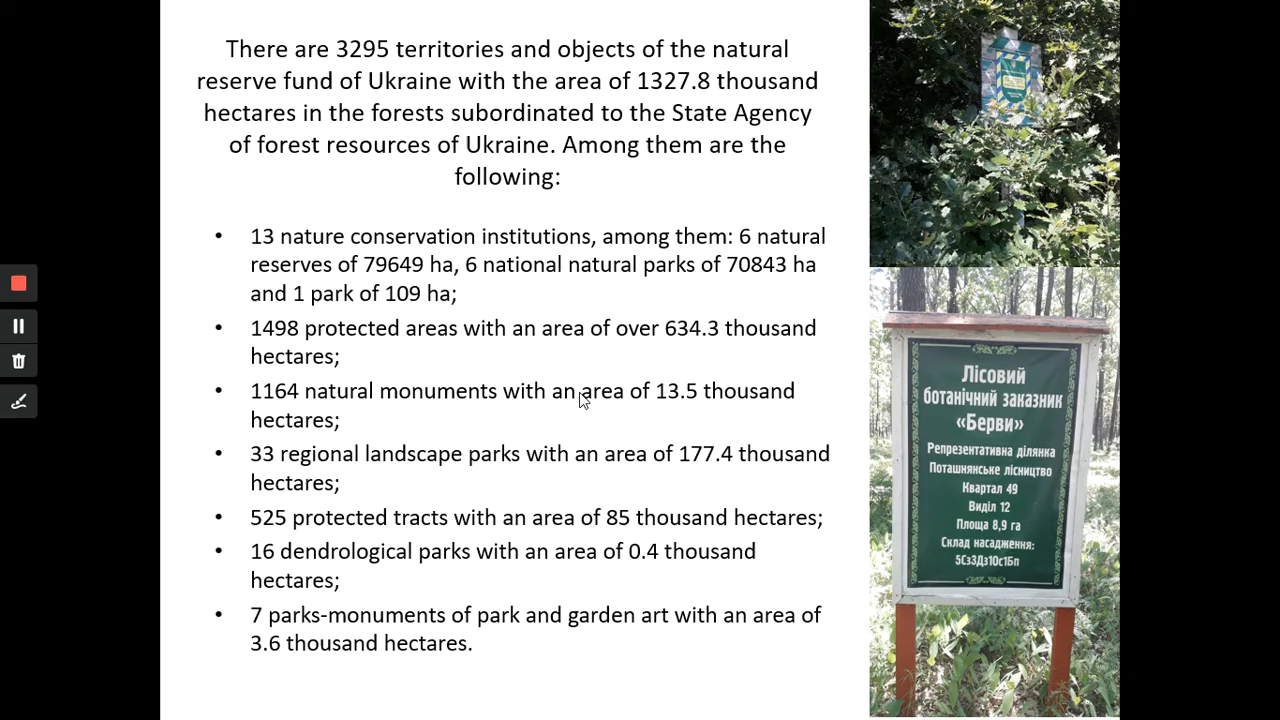 There are 3295 territories and objects of the natural
reserve fund of Ukraine with the area of 1327.8 thousand
hectares in the forests subordinated to the State Agency
of forest resources of Ukraine. Among them are the
following:
• 13 nature conservation institutions, among them: 6 natural
reserves of 79649 ha, 6 national natural parks of 70843 ha
and 1 park of 109 ha;
• 1498 protected areas with an area of over 634.3 thousand
hectares;
• 1164 natural monuments with an area of 13.5 thousand
hectares;
• 33 regional landscape parks with an area of 177.4 thousand
hectares;
• 525 protected tracts with an area of 85 thousand hectares;
• 16 dendrological parks with an area of 0.4 thousand
hectares;
• 7 parks-monuments of park and garden art with an area of
3.6 thousand hectares.
Лісовий
ботанічний заказник
«Берви»
Репрезентативна ділянка
Поташнянське лісництво
Квартал 49
Виділ 12
Площа 8,9 га
Склад насадження:
5Сз3Дз1Ос1Бп